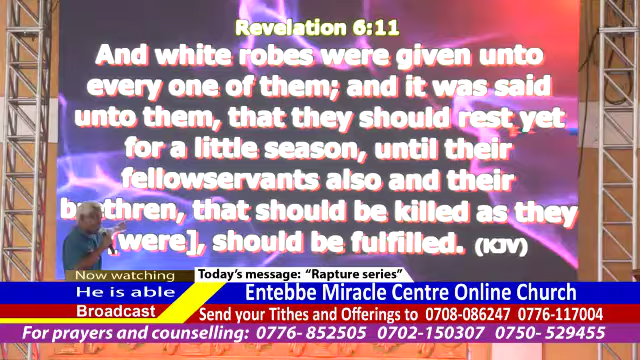 Revelation 6:11
And white robes were given unto
every one of them; and it was said
unto them, that they should rest yet
for a little season, until their
fellowservants also and their
brethren, that should be killed as they
[were], should be fulfilled. (KJV)
Now watching
Today's message: "Rapture series"
He is able
Entebbe Miracle Centre Online Church
Broadcast
Send your Tithes and Offerings to 0708-086247 0776-117004
For prayers and counselling: 0776- 852505 0702-150307 0750- 529455